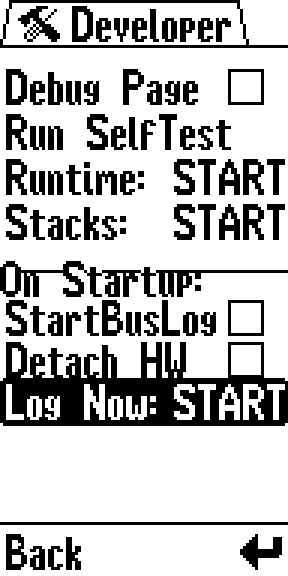 Developer
Debug Page
Run SelfTest
Runtime: START
Stacks: START
On Startup:
StartBusLog
Detach HW
Log Now: START
Back